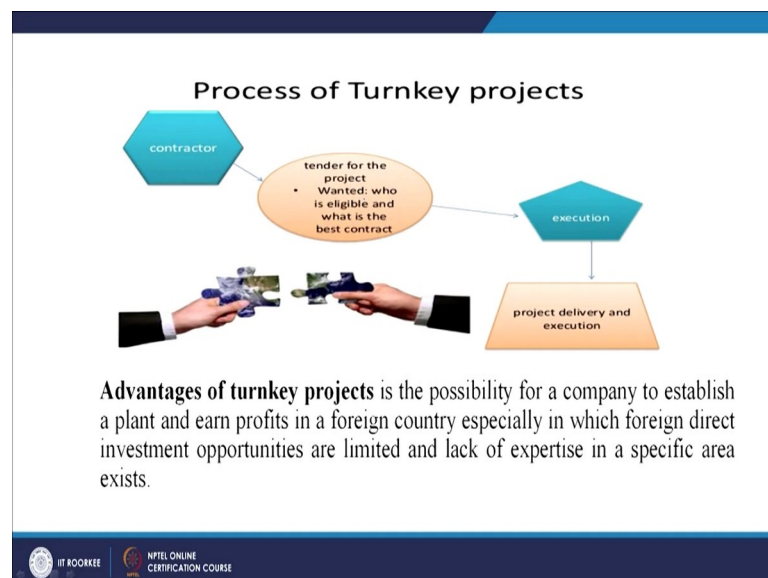 Process of Turnkey projects
contractor
tender for the
project
• Wanted: who
is eligible and
what is the
best contract
execution
project delivery and
execution
Advantages of turnkey projects is the possibility for a company to establish
a plant and earn profits in a foreign country especially in which foreign direct
investment opportunities are limited and lack of expertise in a specific area
exists.
IIT ROORKEE
NPTEL ONLINE
CERTIFICATION COURSE